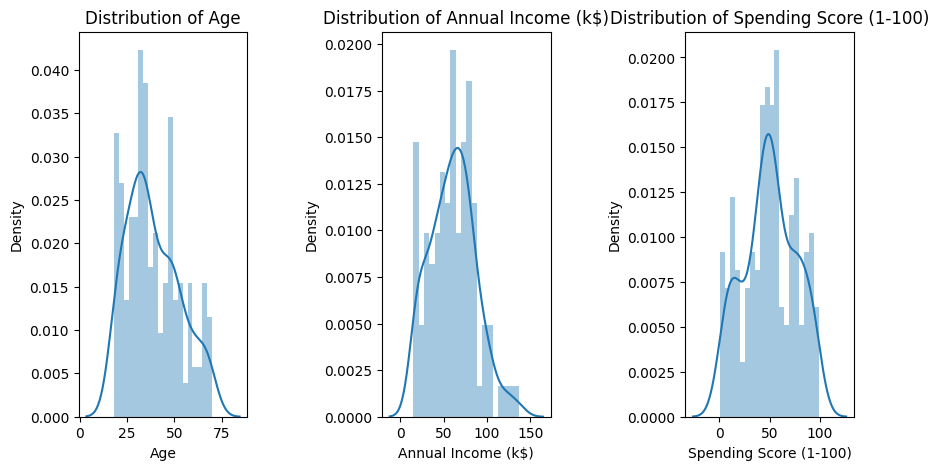 Distribution of Age
0.040
0.035
0.030
0.025
0.020
0.015
0.010
0.005
0.000
Density
0 25 50 75
Age
Distribution of Annual Income (k$)
0.0200
0.0175
0.0150
0.0125
0.0100
0.0075
0.0050
0.0025
0.0000
Density
0 50 100 150
Annual Income (k$)
Distribution of Spending Score (1-100)
0.0200
0.0175
0.0150
0.0125
0.0100
0.0075
0.0050
0.0025
0.0000
Density
0 50 100
Spending Score (1-100)